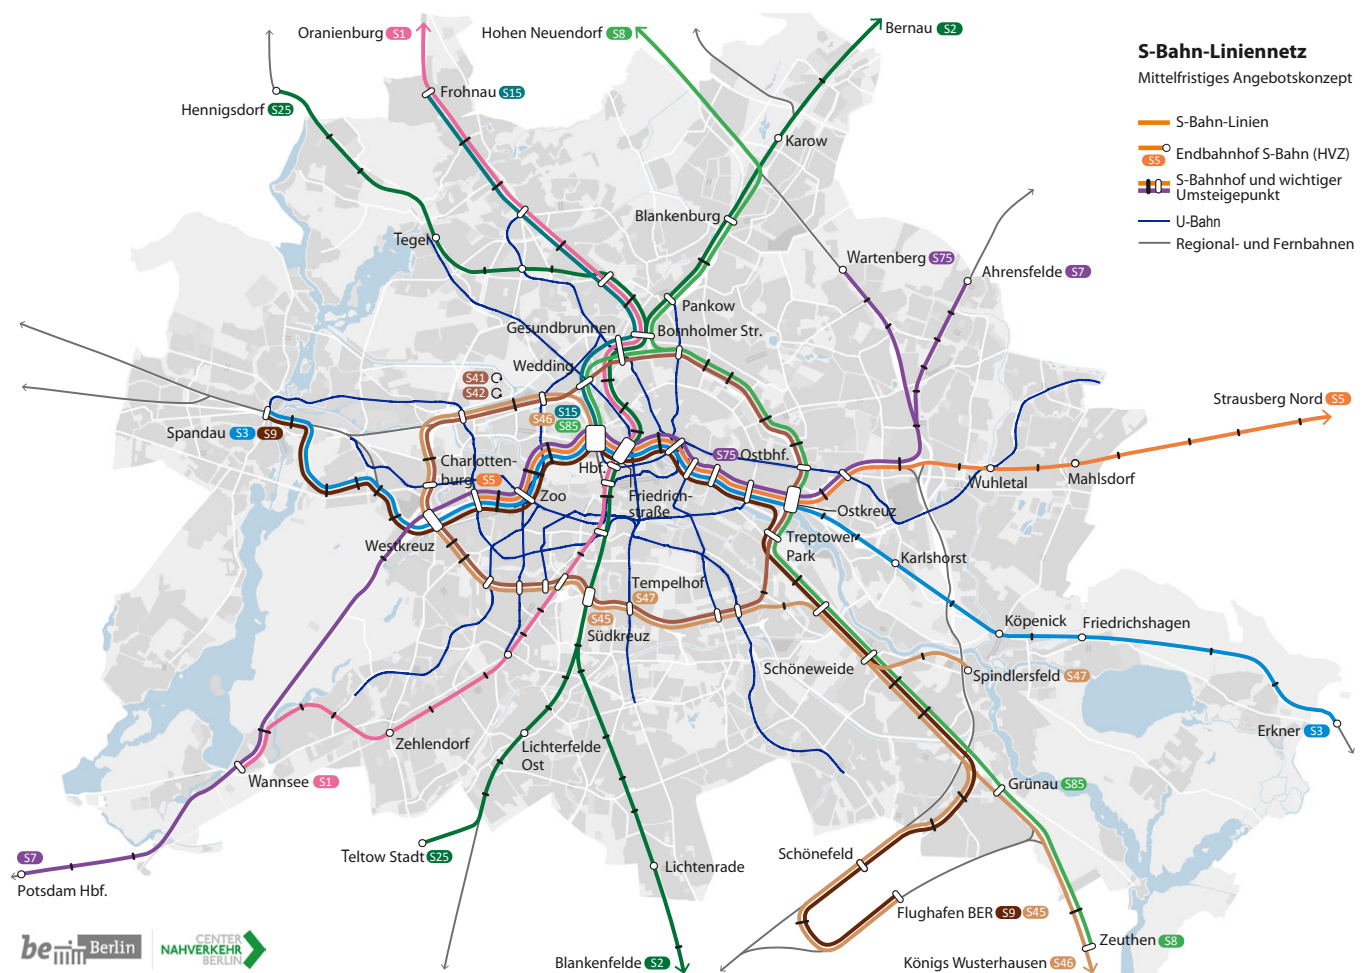 S-Bahn-Liniennetz
Mittelfristiges Angebotskonzept
S-Bahn-Linien
Endbahnhof S-Bahn (HVZ)
S5
S-Bahnhof und wichtiger
Umsteigepunkt
U-Bahn
Regional- und Fernbahnen
Oranienburg S1
Hohen Neuendorf S8
Bernau S2
Frohnau S15
Hennigsdorf S25
Karow
Blankenburg
Tegel
Wartenberg S75
Ahrensfelde S7
Pankow
Gesundbrunnen
Bornholmer Str.
Wedding
S41
S42
S46
S15
S85
Strausberg Nord S5
Spandau S3 S9
Charlotten-
burg S5
Zoo
Hbf.
Friedrich-
straße
S75 Ostbhf.
Ostkreuz
Wuhletal
Mahlsdorf
Westkreuz
Treptower
Park
Karlshorst
Tempelhof
S47
S45
Südkreuz
Köpenick
Friedrichshagen
Schöneweide
Spindlersfeld S47
Erkner S3
Zehlendorf
Lichterfelde
Ost
Wannsee S1
Grünau S85
Teltow Stadt S25
Lichtenrade
Schönefeld
S7
Potsdam Hbf.
Flughafen BER S9 S45
Zeuthen S8
Königs Wusterhausen S46
Blankenfelde S2
be Berlin
CENTER
NAHVERKEHR
BERLIN